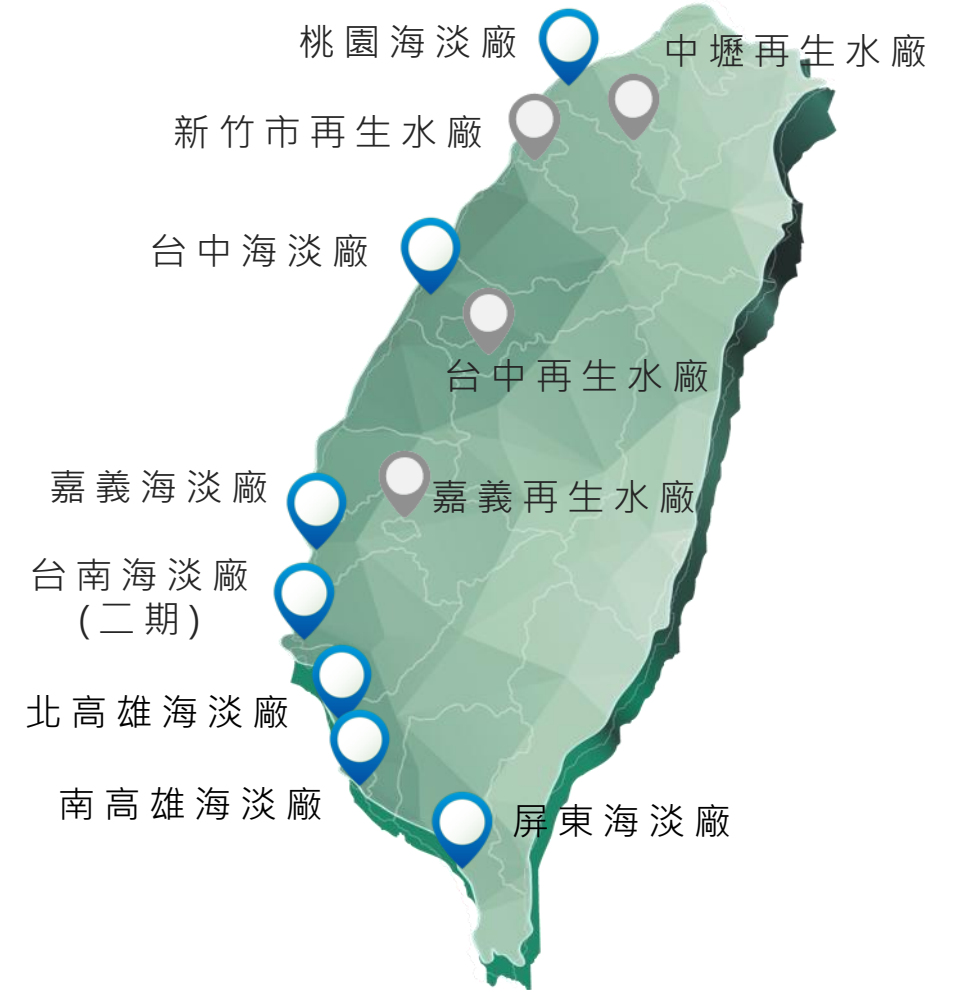 桃園海淡廠
中壢再生水廠
新竹市再生水廠
台中海淡廠
台中再生水廠
嘉義海淡廠
嘉義再生水廠
台南海淡廠
(二期)
北高雄海淡廠
南高雄海淡廠
屏東海淡廠